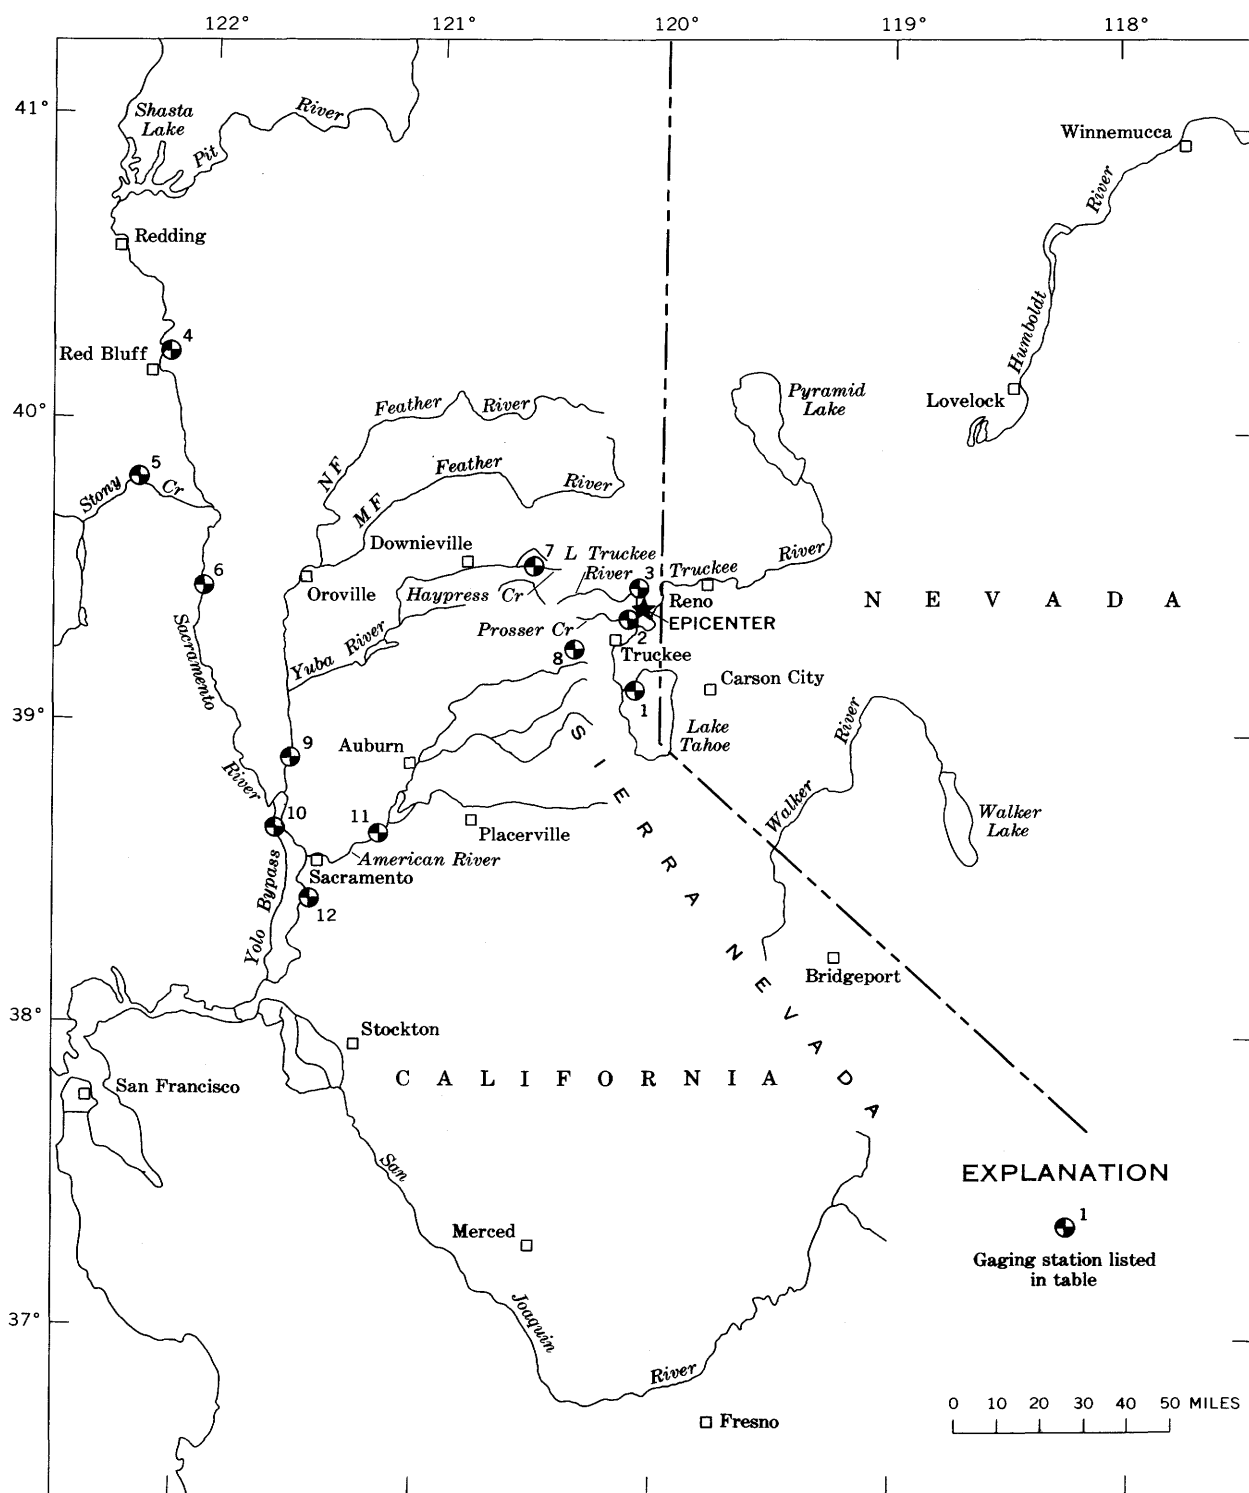 122°
121°
120°
119°
118°
41°
Shasta
Lake
River
Pit
Winnemucca
River
Redding
Humboldt
4
Red Bluff
40°
Feather
River
Pyramid
Lake
Lovelock
NF
5
Stony
Cr
Feather
River
MF
Downieville
7
L Truckee
River
3
Truckee
River
6
Oroville
Haypress Cr
Reno
EPICENTER
NEVADA
Prosser Cr
2
Yuba River
8
Truckee
Sacramento
River
1
Carson City
39°
Lake
Tahoe
SIERRA NEVADA
9
Auburn
River
Walker
Walker
Lake
10
11
Placerville
American River
Sacramento
Yolo Bypass
12
Bridgeport
38°
Stockton
CALIFORNIA
San Francisco
San
Joaquin
River
Merced
37°
Fresno
EXPLANATION
1
Gaging station listed
in table
0 10 20 30 40 50 MILES